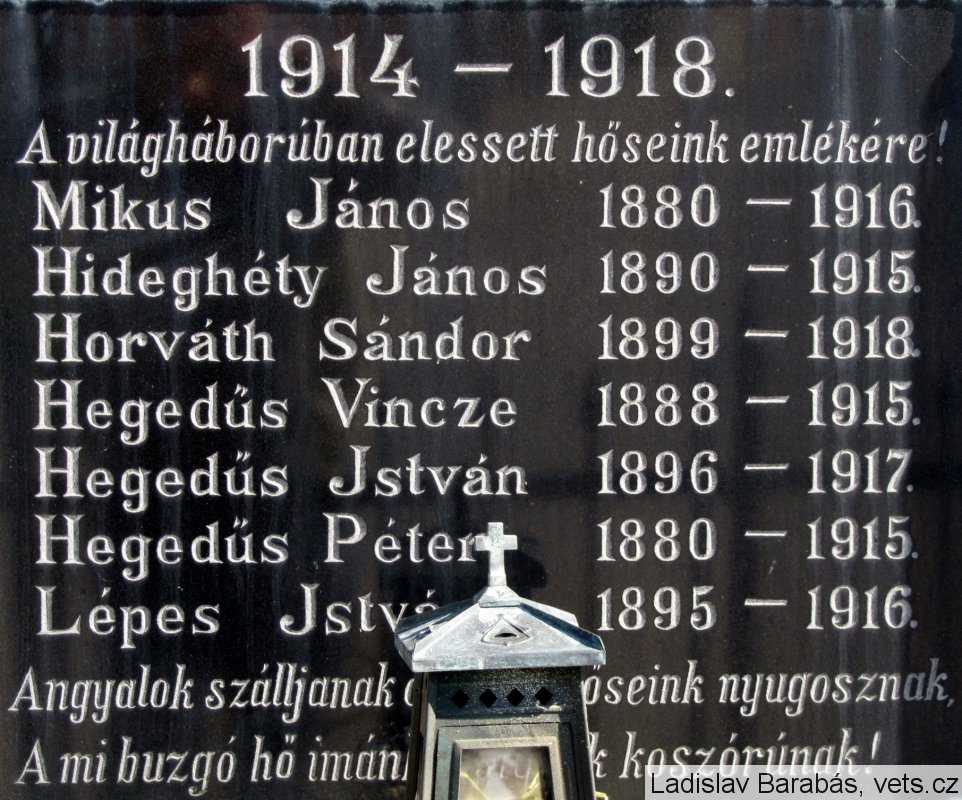 1914 – 1918.
A világháborúban elessett hőseink emlékére!
Mikus János 1880 – 1916.
Hideghéty János 1890 – 1915.
Horváth Sándor 1899 – 1918.
Hegedűs Vincze 1888 – 1915.
Hegedűs Jstván 1896 – 1917.
Hegedűs Péter 1880 – 1915.
Lépes 1895 – 1916.
Angyalok szálljanak nyugosznak,
A mi buzgó hő koszórúnak!
Ladislav Barabás, vets.cz